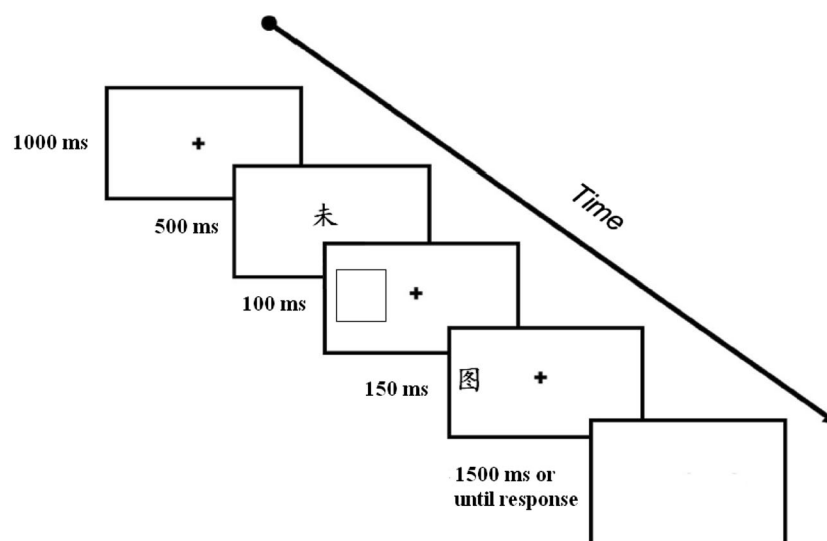 1000 ms
500 ms
未
100 ms
150 ms
图
1500 ms or
until response
Time